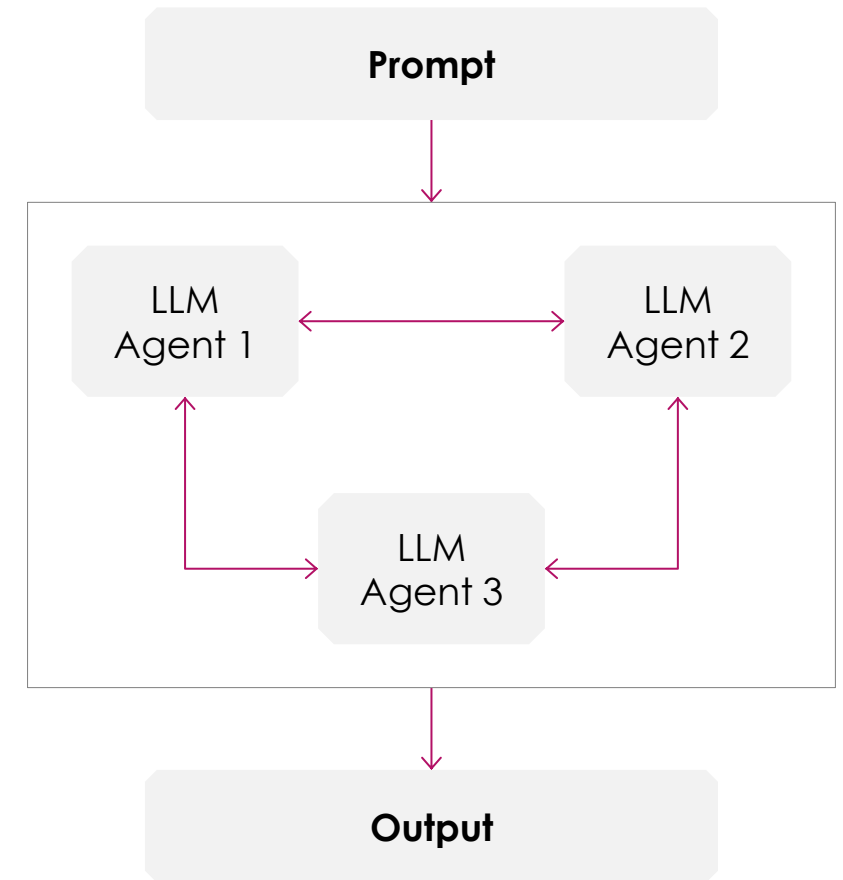 Prompt
LLM
Agent 1
LLM
Agent 2
LLM
Agent 3
Output